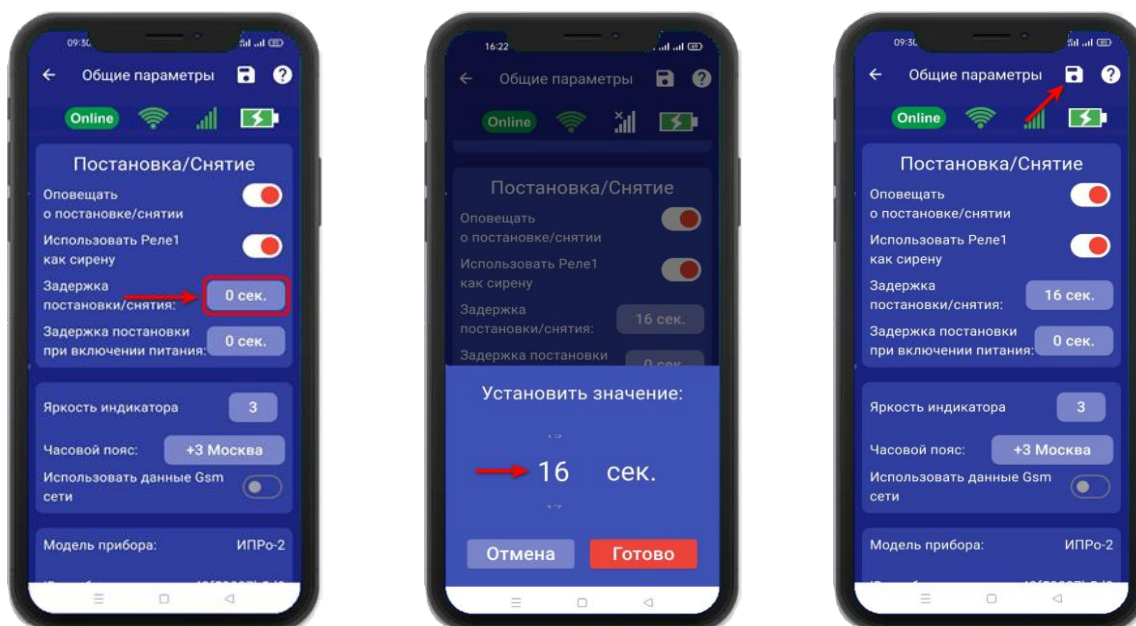 09:30
Общие параметры
Online
Постановка/Снятие
Оповещать
о постановке/снятии
Использовать Реле1
как сирену
Задержка
постановки/снятия:
0 сек.
Задержка постановки
при включении питания:
0 сек.
Яркость индикатора
3
Часовой пояс:
+3 Москва
Использовать данные Gsm
сети
Модель прибора:
ИПРо-2
16:22
Общие параметры
Online
Постановка/Снятие
Оповещать
о постановке/снятии
Использовать Реле1
как сирену
Задержка
постановки/снятия:
16 сек.
Задержка постановки
0 сек.
Установить значение:
16 сек.
Отмена
Готово
09:30
Общие параметры
Online
Постановка/Снятие
Оповещать
о постановке/снятии
Использовать Реле1
как сирену
Задержка
постановки/снятия:
16 сек.
Задержка постановки
при включении питания:
0 сек.
Яркость индикатора
3
Часовой пояс:
+3 Москва
Использовать данные Gsm
сети
Модель прибора:
ИПРо-2